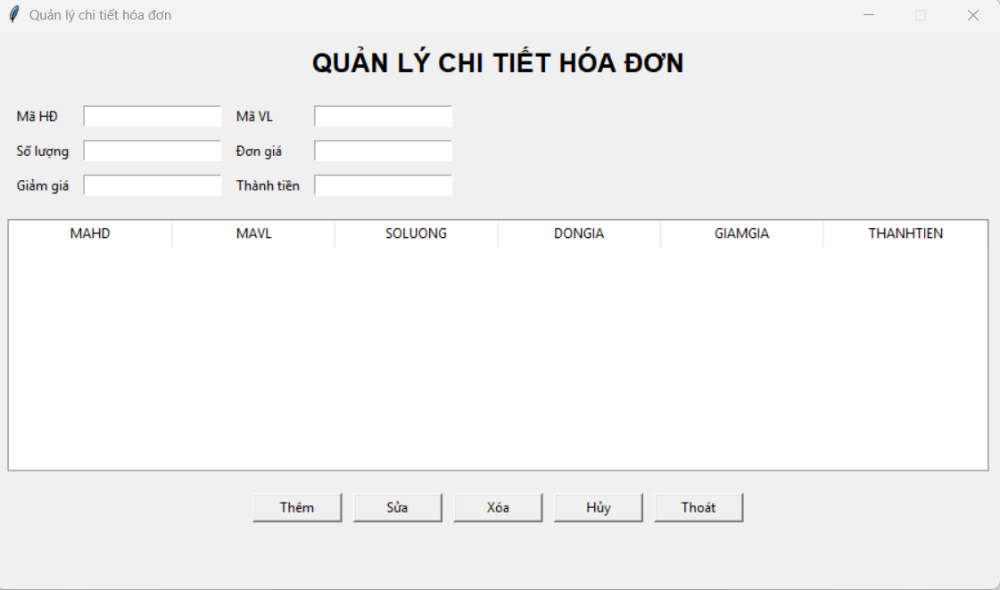 Quản lý chi tiết hóa đơn
QUẢN LÝ CHI TIẾT HÓA ĐƠN
Mã HĐ Mã VL
Số lượng Đơn giá
Giảm giá Thành tiền
MAHD MAVL SOLUONG DONGIA GIAMGIA THANHTIEN
Thêm Sửa Xóa Hủy Thoát